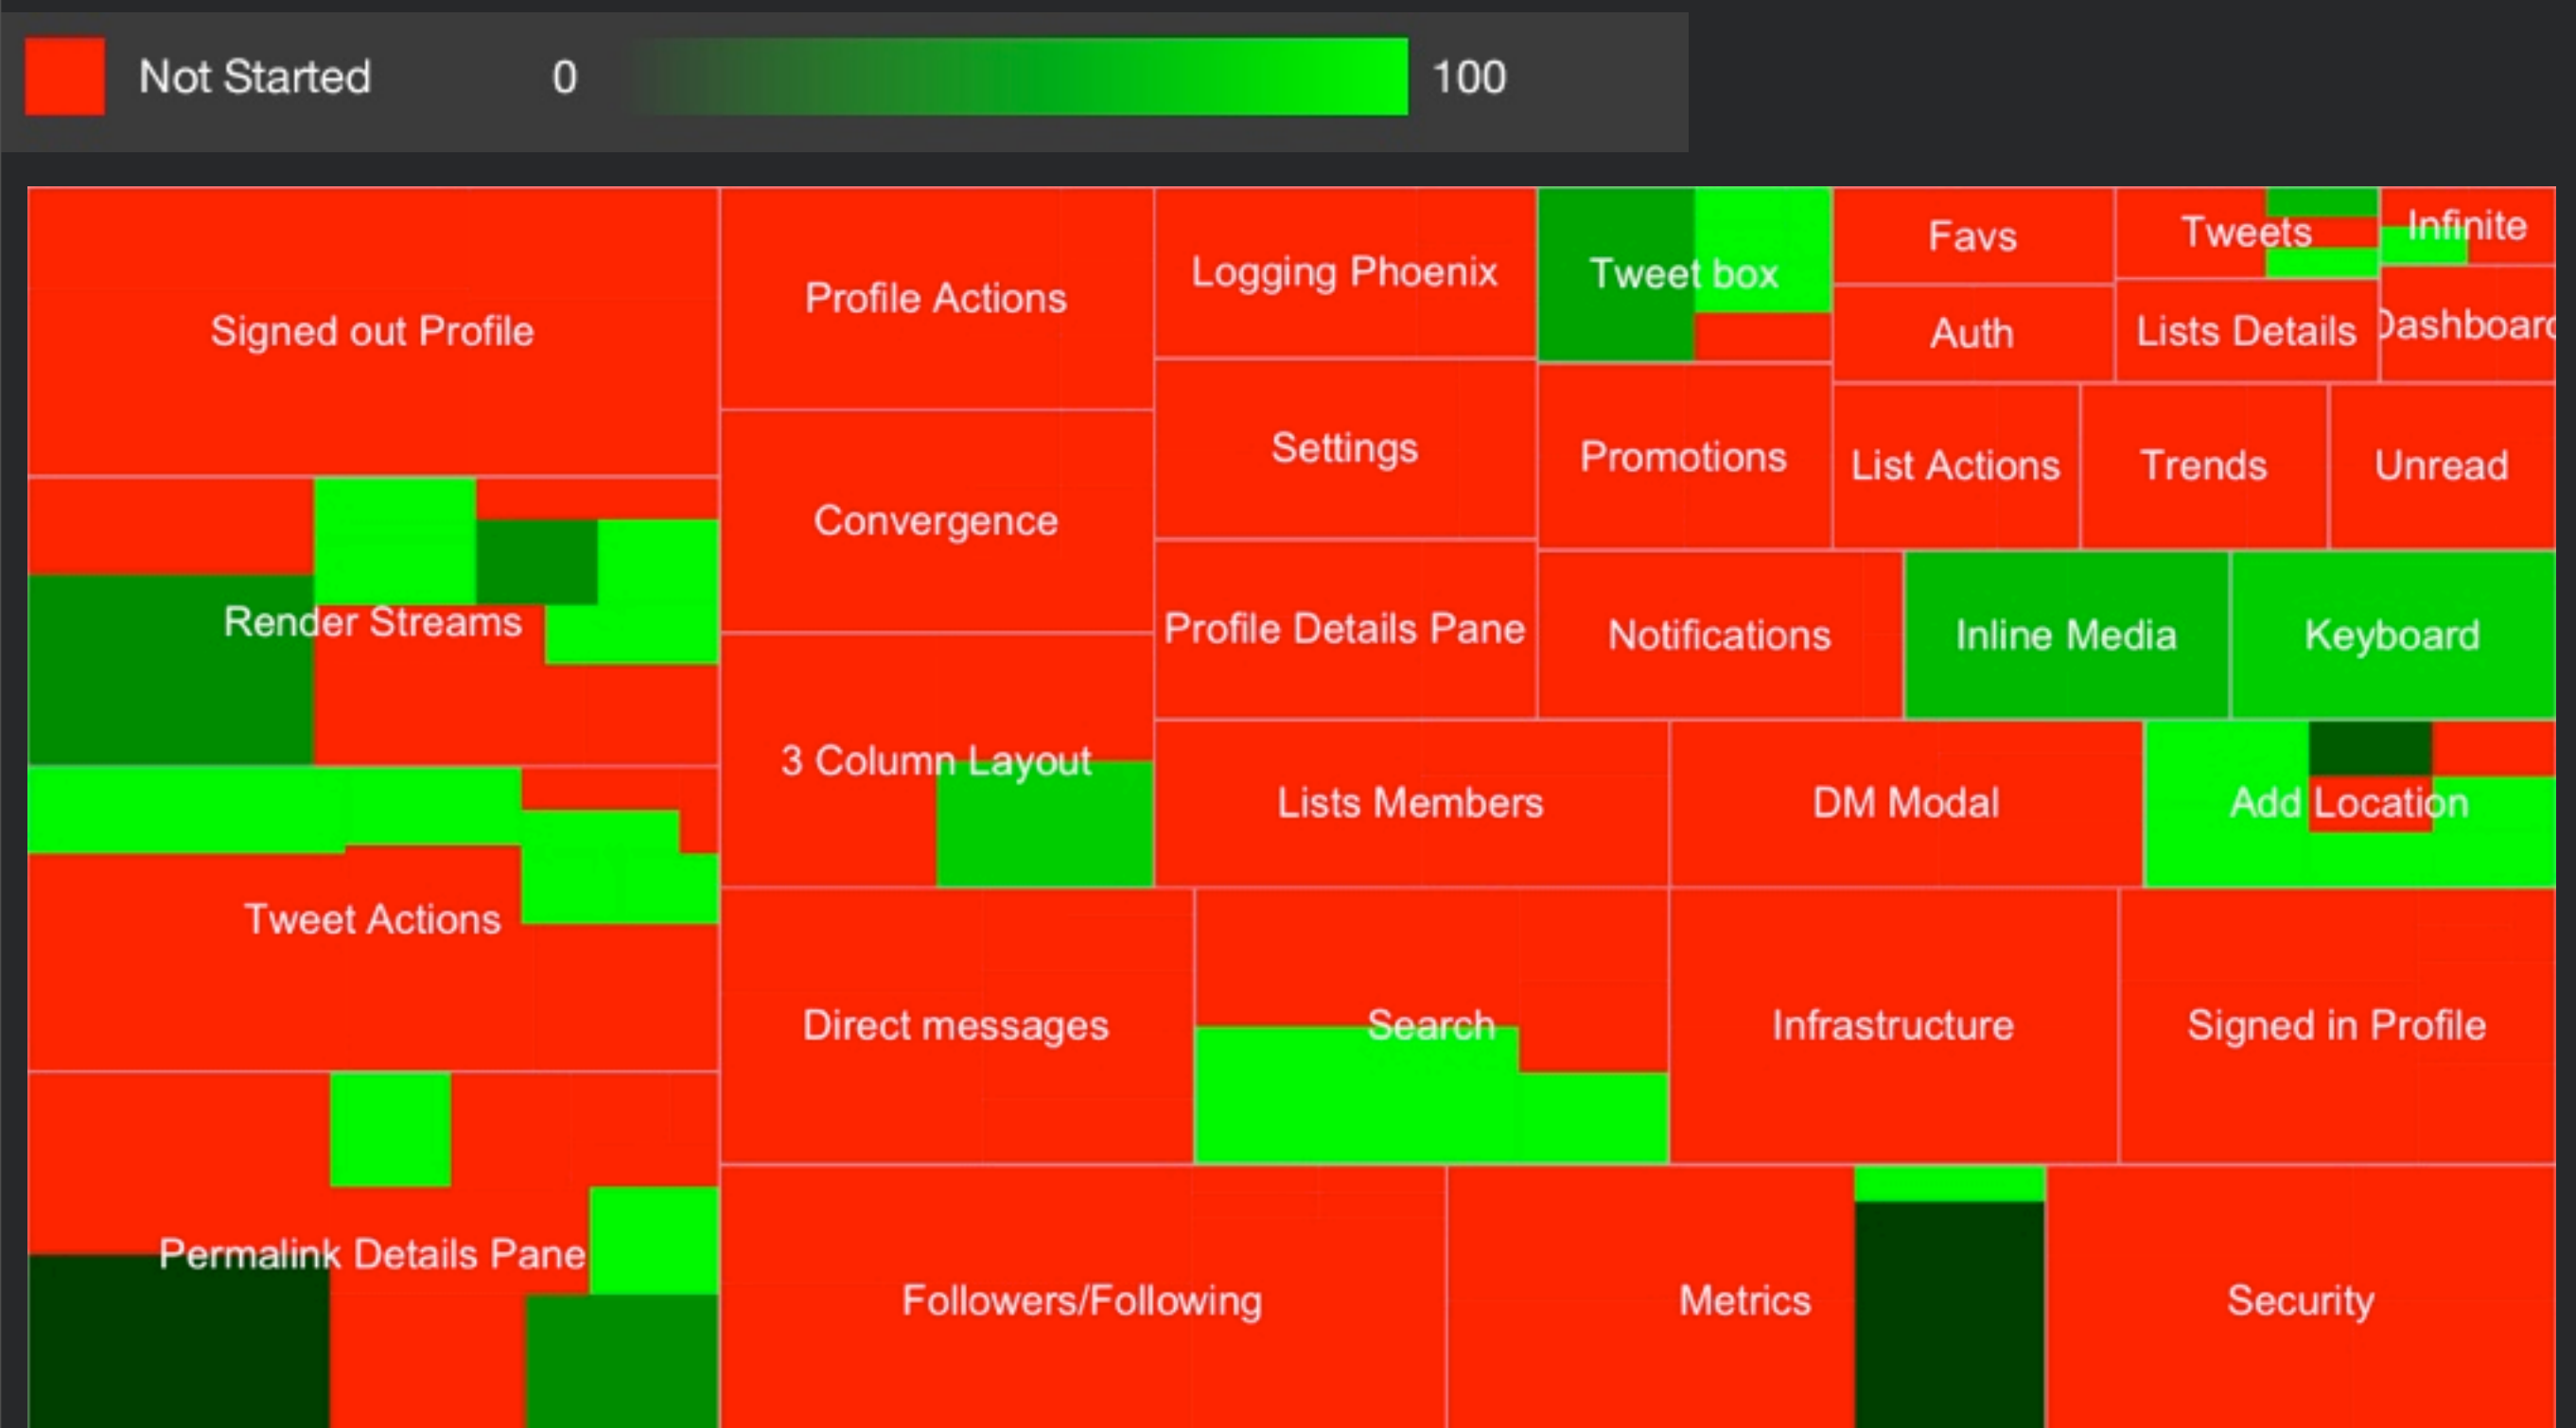 Not Started 0 100
Signed out Profile
Profile Actions
Logging Phoenix
Tweet box
Favs
Tweets
Infinite
Auth
Lists Details
Dashboard
Convergence
Settings
Promotions
List Actions
Trends
Unread
Render Streams
Profile Details Pane
Notifications
Inline Media
Keyboard
3 Column Layout
Lists Members
DM Modal
Add Location
Tweet Actions
Direct messages
Search
Infrastructure
Signed in Profile
Permalink Details Pane
Followers/Following
Metrics
Security